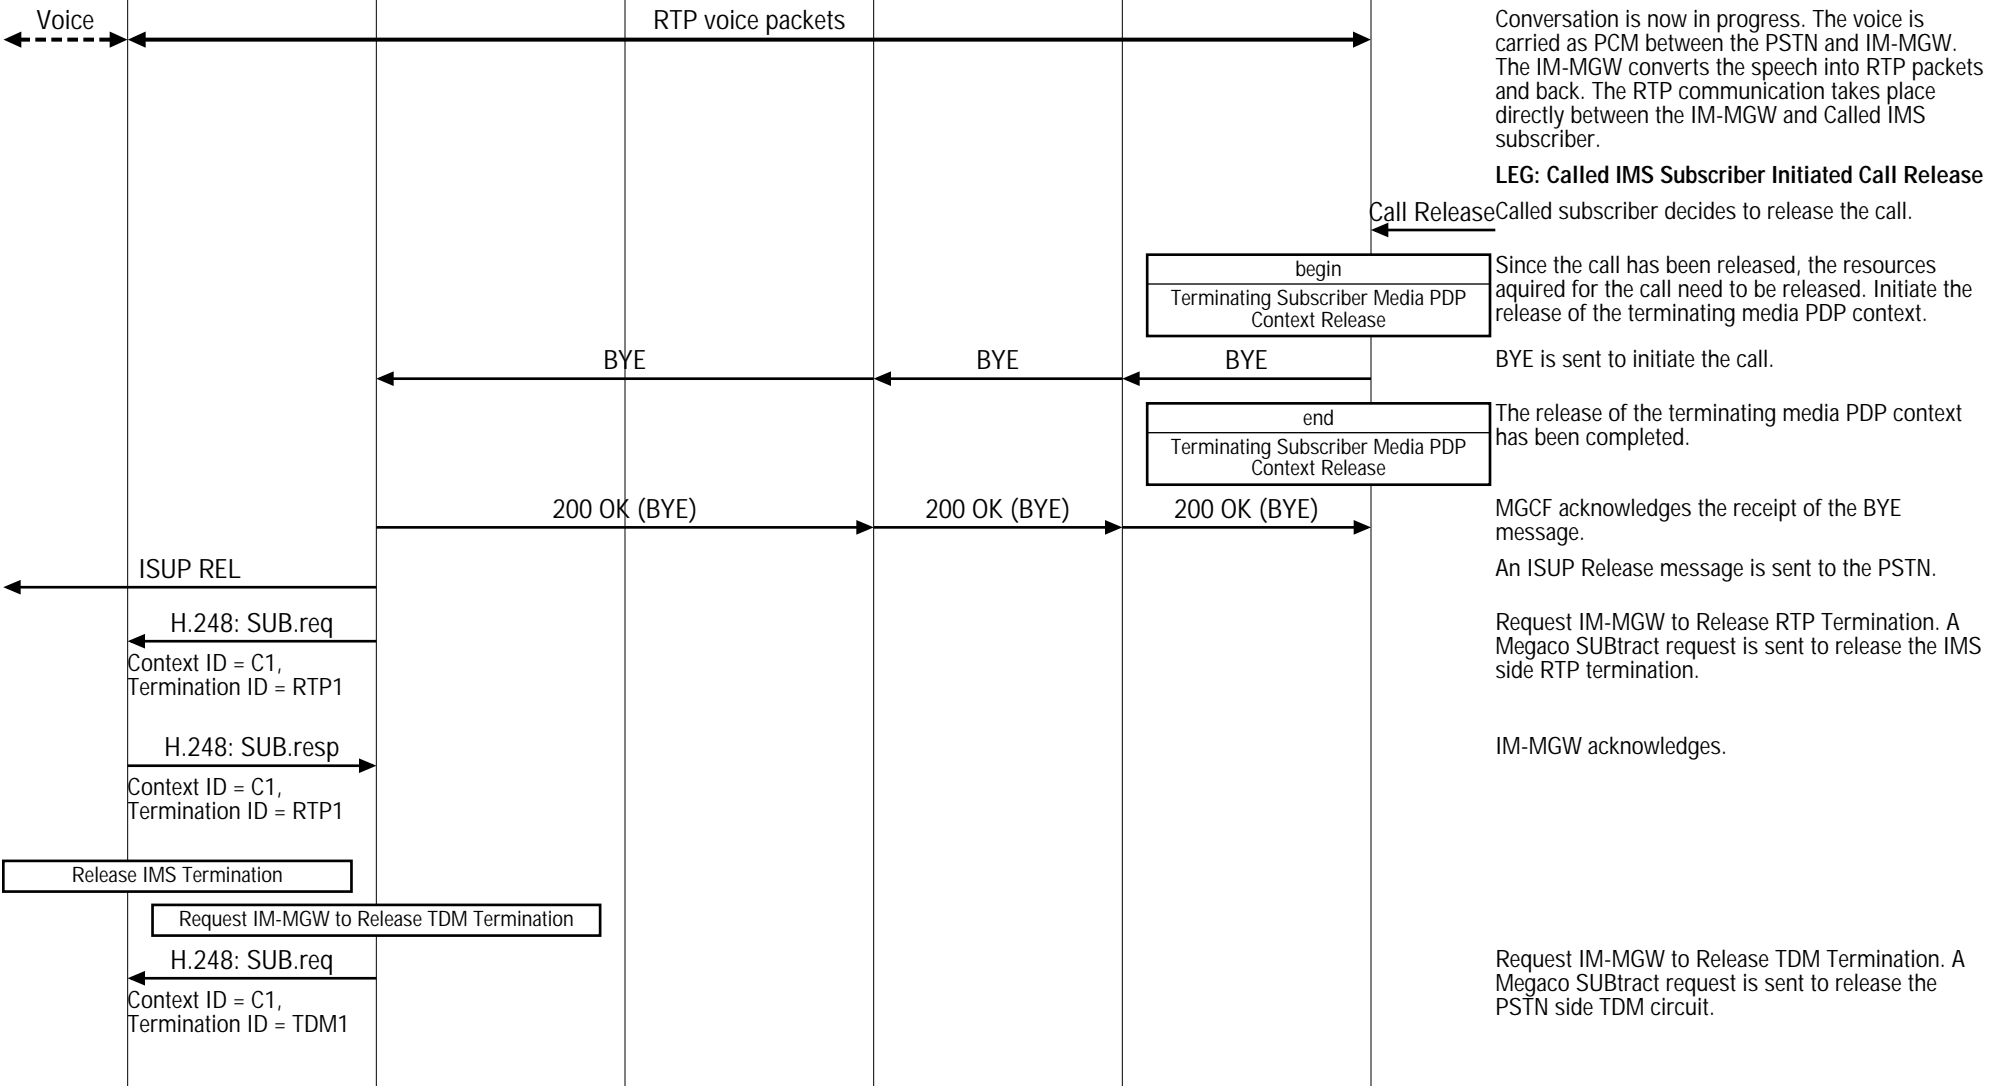 Voice
RTP voice packets
Conversation is now in progress. The voice is
carried as PCM between the PSTN and IM-MGW.
The IM-MGW converts the speech into RTP packets
and back. The RTP communication takes place
directly between the IM-MGW and Called IMS
subscriber.
LEG: Called IMS Subscriber Initiated Call Release
Call Release
Called subscriber decides to release the call.
begin
Terminating Subscriber Media PDP
Context Release
Since the call has been released, the resources
aquired for the call need to be released. Initiate the
release of the terminating media PDP context.
BYE
BYE
BYE
BYE is sent to initiate the call.
end
Terminating Subscriber Media PDP
Context Release
The release of the terminating media PDP context
has been completed.
200 OK (BYE)
200 OK (BYE)
200 OK (BYE)
MGCF acknowledges the receipt of the BYE
message.
ISUP REL
An ISUP Release message is sent to the PSTN.
H.248: SUB.req
Context ID = C1,
Termination ID = RTP1
Request IM-MGW to Release RTP Termination. A
Megaco SUBtract request is sent to release the IMS
side RTP termination.
H.248: SUB.resp
Context ID = C1,
Termination ID = RTP1
IM-MGW acknowledges.
Release IMS Termination
Request IM-MGW to Release TDM Termination
H.248: SUB.req
Context ID = C1,
Termination ID = TDM1
Request IM-MGW to Release TDM Termination. A
Megaco SUBtract request is sent to release the
PSTN side TDM circuit.